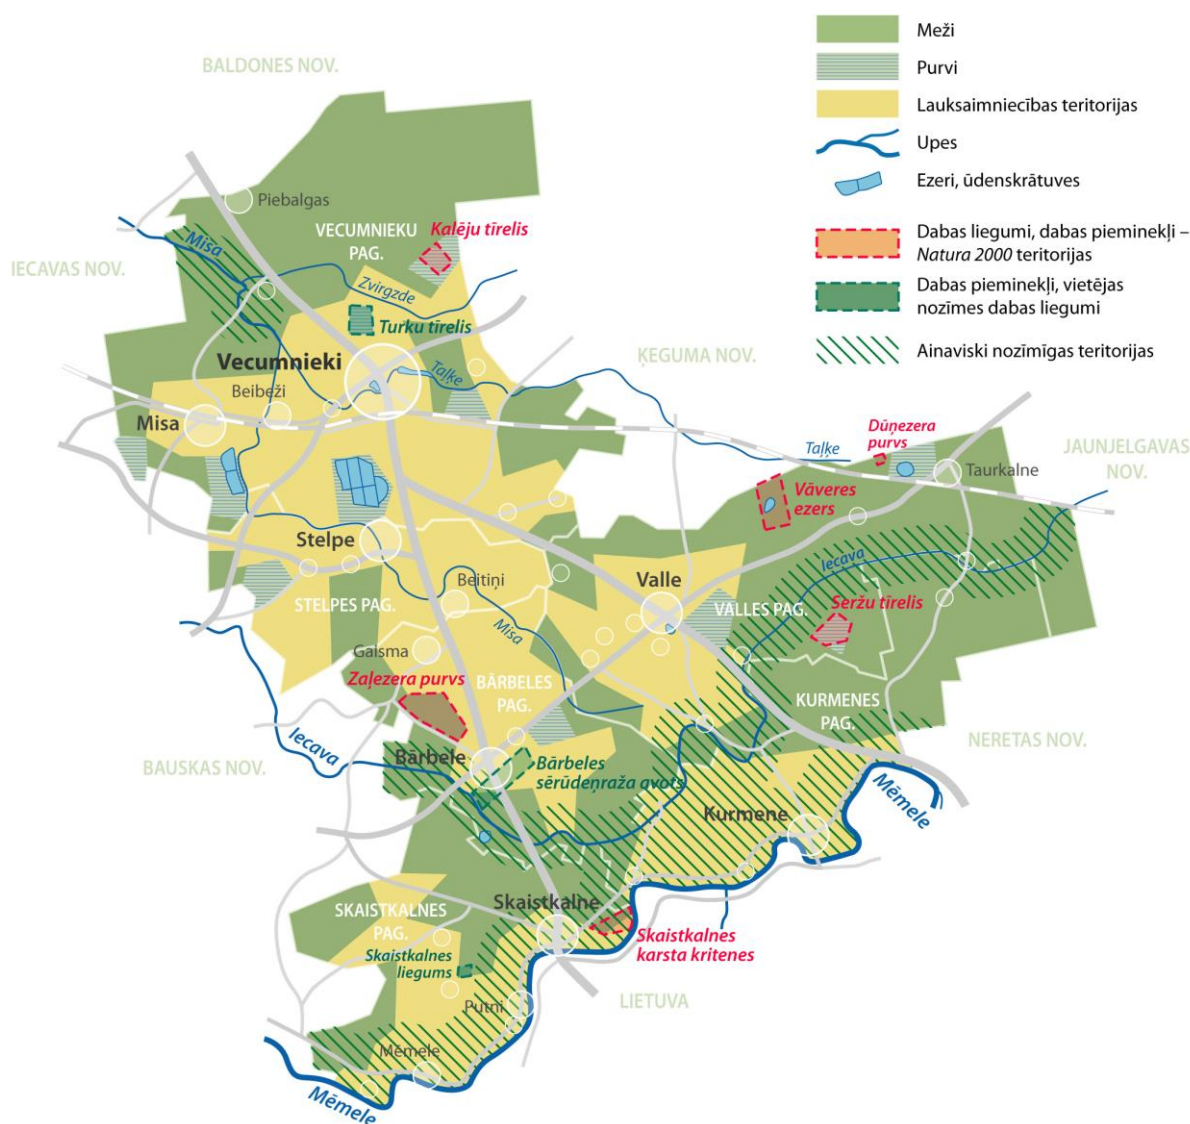 Meži
Purvi
Lauksaimniecības teritorijas
Upes
Ezeri, ūdenskrātuves
Dabas liegumi, dabas pieminekļi –
Natura 2000 teritorijas
Dabas pieminekļi, vietējas
nozīmes dabas liegumi
Ainaviski nozīmīgas teritorijas
BALDONES NOV.
Piebalgas
VECUMNIEKU
PAG.
Kalēju tīrelis
Misa
IECAVAS NOV.
Zvirgzde
Turku tīrelis
Vecumnieki
Taļķe
ĶEGUMA NOV.
Beibeži
Misa
Dūņezera
purvs
Taļķe
JAUNJELGAVAS
NOV.
Taurkalne
Vāveres
ezers
Stelpe
Iecava
Beitiņi
Valle
STELPES PAG.
VALLES PAG.
Seržu tīrelis
Misa
Gaisma
Zaļezera purvs
BĀRBELES
PAG.
KURMENES
PAG.
Iecava
NERETAS NOV.
BAUSKAS NOV.
Bārbele
Bārbeles
sērūdeņraža avots
Mēmele
Kurmene
Skaistkalne
SKAISTKALNES
PAG.
Skaistkalnes
karsta kritenes
Skaistkalnes
liegums
LIETUVA
Putni
Mēmele
Mēmele